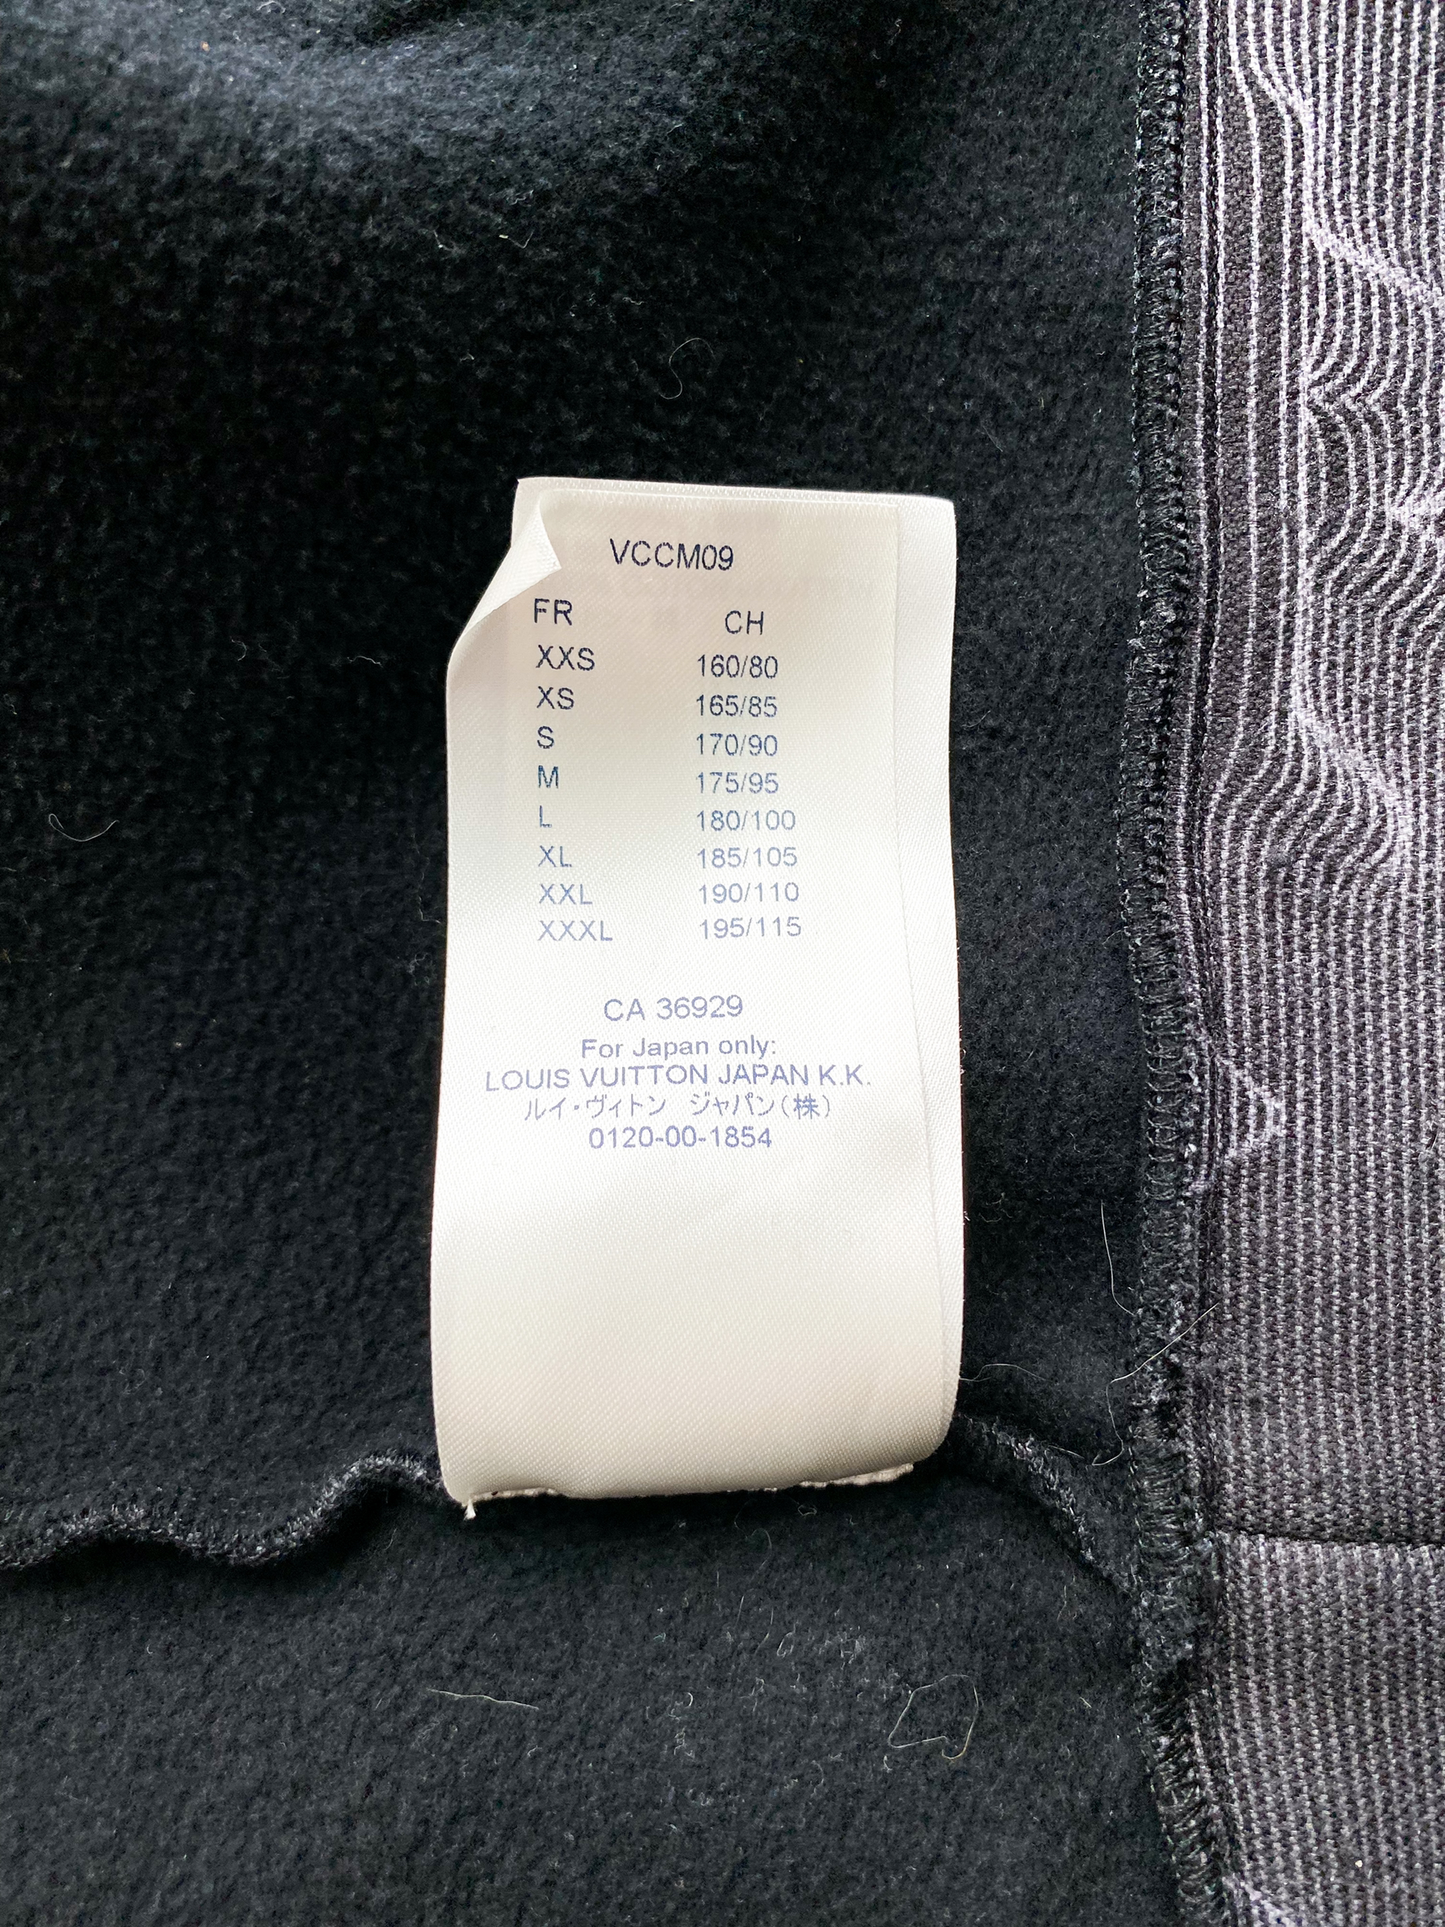 VCCM09
FR CH
XXS 160/80
XS 165/85
S 170/90
M 175/95
L 180/100
XL 185/105
XXL 190/110
XXXL 195/115
CA 36929
For Japan only:
LOUIS VUITTON JAPAN K.K.
ルイ・ヴィトン ジャパン(株)
0120-00-1854